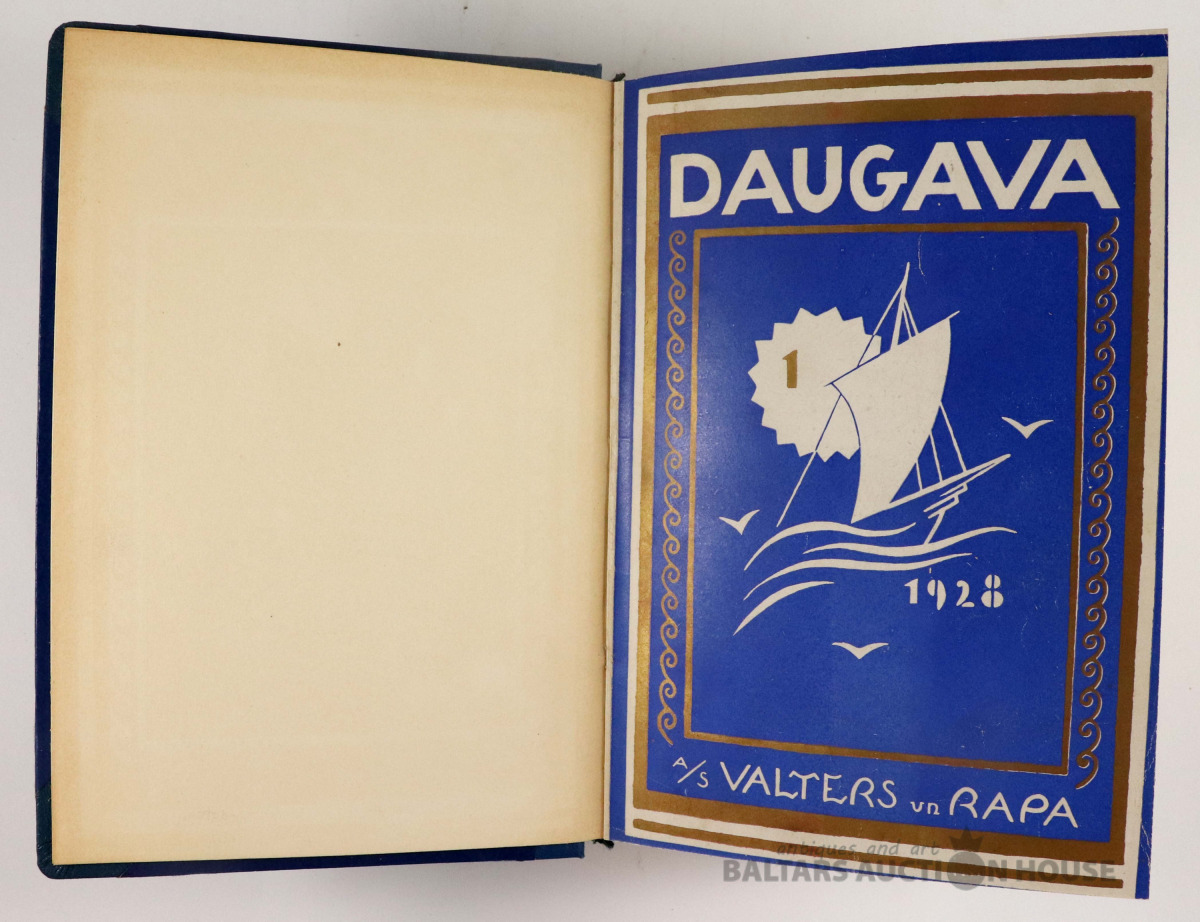 DAUGAVA
1
1928
A/S VALTERS un RAPA
antiques and art
BALTARS AUCTION HOUSE